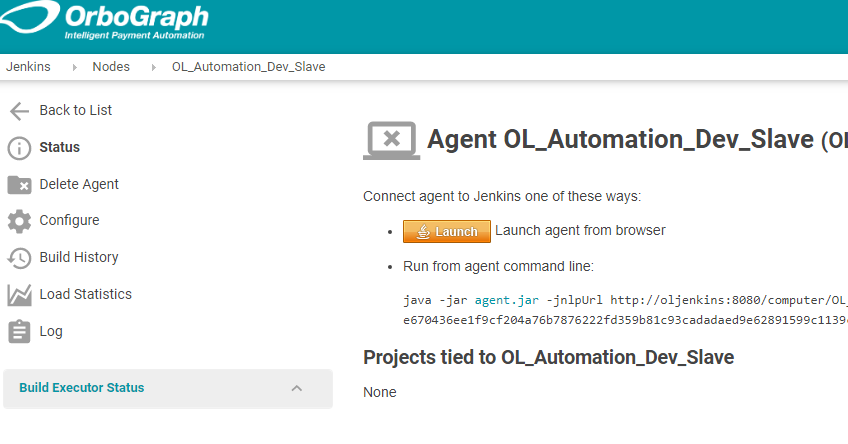 OrboGraph
Intelligent Payment Automation
Jenkins Nodes OL_Automation_Dev_Slave
Back to List
Status
Delete Agent
Configure
Build History
Load Statistics
Log
Build Executor Status
Agent OL_Automation_Dev_Slave (OL
Connect agent to Jenkins one of these ways:
Launch Launch agent from browser
Run from agent command line:
java -jar agent.jar -jnlpUrl http://oljenkins:8080/computer/OL_
e670436ee1f9cf204a76b7876222fd359b81c93cadadaed9e62891599c1139
Projects tied to OL_Automation_Dev_Slave
None